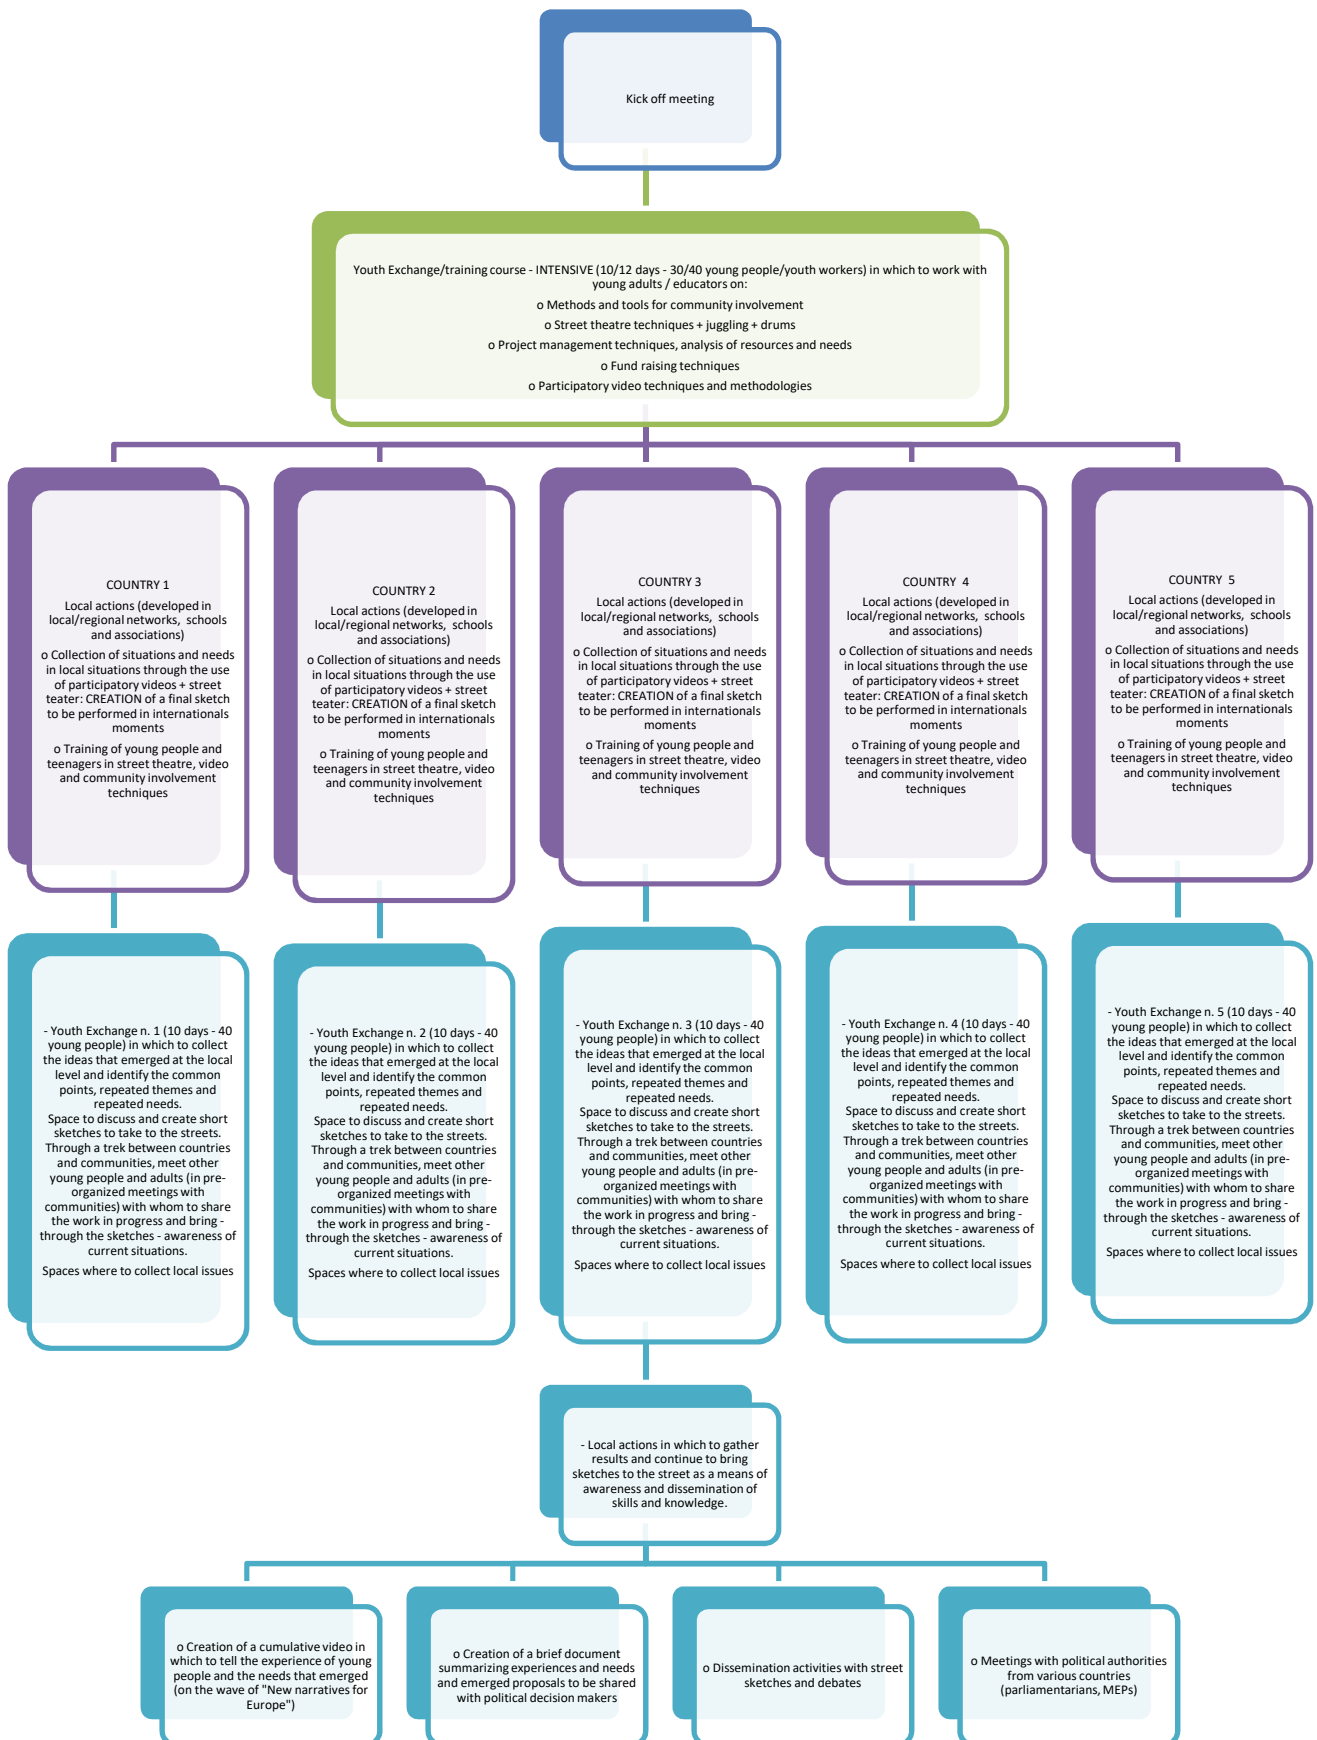 Kick off meeting
Youth Exchange/training course - INTENSIVE (10/12 days - 30/40 young people/youth workers) in which to work with
young adults / educators on:
o Methods and tools for community involvement
o Street theatre techniques + juggling + drums
o Project management techniques, analysis of resources and needs
o Fund raising techniques
o Participatory video techniques and methodologies
COUNTRY 1
Local actions (developed in
local/regional networks, schools
and associations)
o Collection of situations and needs
in local situations through the use
of participatory videos + street
teater: CREATION of a final sketch
to be performed in internationals
moments
o Training of young people and
teenagers in street theatre, video
and community involvement
techniques
COUNTRY 2
Local actions (developed in
local/regional networks, schools
and associations)
o Collection of situations and needs
in local situations through the use
of participatory videos + street
teater: CREATION of a final sketch
to be performed in internationals
moments
o Training of young people and
teenagers in street theatre, video
and community involvement
techniques
COUNTRY 3
Local actions (developed in
local/regional networks, schools
and associations)
o Collection of situations and needs
in local situations through the use
of participatory videos + street
teater: CREATION of a final sketch
to be performed in internationals
moments
o Training of young people and
teenagers in street theatre, video
and community involvement
techniques
COUNTRY 4
Local actions (developed in
local/regional networks, schools
and associations)
o Collection of situations and needs
in local situations through the use
of participatory videos + street
teater: CREATION of a final sketch
to be performed in internationals
moments
o Training of young people and
teenagers in street theatre, video
and community involvement
techniques
COUNTRY 5
Local actions (developed in
local/regional networks, schools
and associations)
o Collection of situations and needs
in local situations through the use
of participatory videos + street
teater: CREATION of a final sketch
to be performed in internationals
moments
o Training of young people and
teenagers in street theatre, video
and community involvement
techniques
- Youth Exchange n. 1 (10 days - 40
young people) in which to collect
the ideas that emerged at the local
level and identify the common
points, repeated themes and
repeated needs.
Space to discuss and create short
sketches to take to the streets.
Through a trek between countries
and communities, meet other
young people and adults (in pre-
organized meetings with
communities) with whom to share
the work in progress and bring -
through the sketches - awareness of
current situations.
Spaces where to collect local issues
- Youth Exchange n. 2 (10 days - 40
young people) in which to collect
the ideas that emerged at the local
level and identify the common
points, repeated themes and
repeated needs.
Space to discuss and create short
sketches to take to the streets.
Through a trek between countries
and communities, meet other
young people and adults (in pre-
organized meetings with
communities) with whom to share
the work in progress and bring -
through the sketches - awareness of
current situations.
Spaces where to collect local issues
- Youth Exchange n. 3 (10 days - 40
young people) in which to collect
the ideas that emerged at the local
level and identify the common
points, repeated themes and
repeated needs.
Space to discuss and create short
sketches to take to the streets.
Through a trek between countries
and communities, meet other
young people and adults (in pre-
organized meetings with
communities) with whom to share
the work in progress and bring -
through the sketches - awareness of
current situations.
Spaces where to collect local issues
- Youth Exchange n. 4 (10 days - 40
young people) in which to collect
the ideas that emerged at the local
level and identify the common
points, repeated themes and
repeated needs.
Space to discuss and create short
sketches to take to the streets.
Through a trek between countries
and communities, meet other
young people and adults (in pre-
organized meetings with
communities) with whom to share
the work in progress and bring -
through the sketches - awareness of
current situations.
Spaces where to collect local issues
- Youth Exchange n. 5 (10 days - 40
young people) in which to collect
the ideas that emerged at the local
level and identify the common
points, repeated themes and
repeated needs.
Space to discuss and create short
sketches to take to the streets.
Through a trek between countries
and communities, meet other
young people and adults (in pre-
organized meetings with
communities) with whom to share
the work in progress and bring -
through the sketches - awareness of
current situations.
Spaces where to collect local issues
- Local actions in which to gather
results and continue to bring
sketches to the street as a means of
awareness and dissemination of
skills and knowledge.
o Creation of a cumulative video in
which to tell the experience of young
people and the needs that emerged
(on the wave of "New narratives for
Europe")
o Creation of a brief document
summarizing experiences and needs
and emerged proposals to be shared
with political decision makers
o Dissemination activities with street
sketches and debates
o Meetings with political authorities
from various countries
(parliamentarians, MEPs)